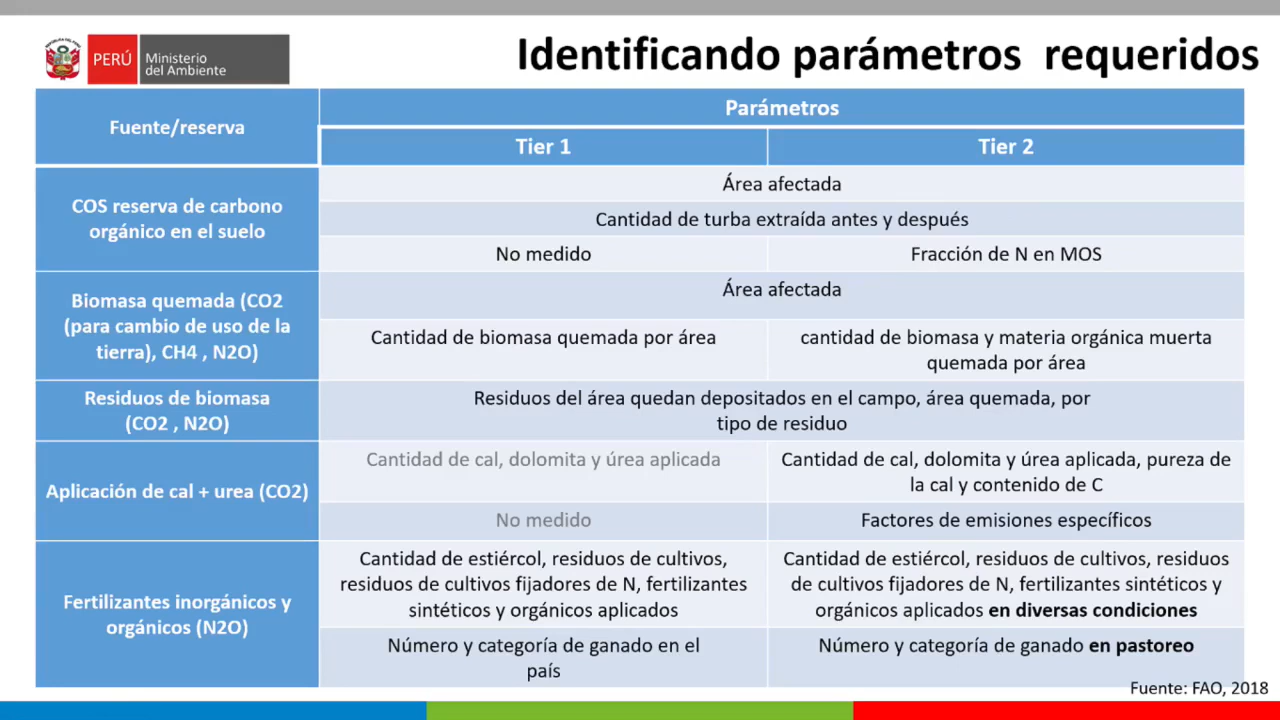 PERÚ
Ministerio
del Ambiente
Identificando parámetros requeridos
Fuente/reserva
Parámetros
Tier 1
Tier 2
COS reserva de carbono
orgánico en el suelo
Área afectada
Cantidad de turba extraída antes y después
No medido
Fracción de N en MOS
Biomasa quemada (CO2
(para cambio de uso de la
tierra), CH4 , N2O)
Área afectada
Cantidad de biomasa quemada por área
cantidad de biomasa y materia orgánica muerta
quemada por área
Residuos de biomasa
(CO2 , N2O)
Residuos del área quedan depositados en el campo, área quemada, por
tipo de residuo
Aplicación de cal + urea (CO2)
Cantidad de cal, dolomita y úrea aplicada
Cantidad de cal, dolomita y úrea aplicada, pureza de
la cal y contenido de C
No medido
Factores de emisiones específicos
Fertilizantes inorgánicos y
orgánicos (N2O)
Cantidad de estiércol, residuos de cultivos,
residuos de cultivos fijadores de N, fertilizantes
sintéticos y orgánicos aplicados
Cantidad de estiércol, residuos de cultivos, residuos
de cultivos fijadores de N, fertilizantes sintéticos y
orgánicos aplicados en diversas condiciones
Número y categoría de ganado en el
país
Número y categoría de ganado en pastoreo
Fuente: FAO, 2018